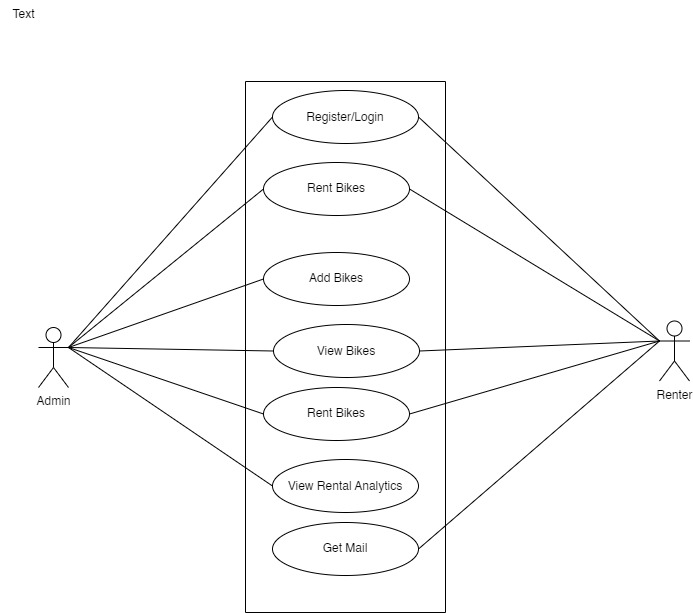 Text
Register/Login
Rent Bikes
Add Bikes
View Bikes
Admin
Renter
Rent Bikes
View Rental Analytics
Get Mail